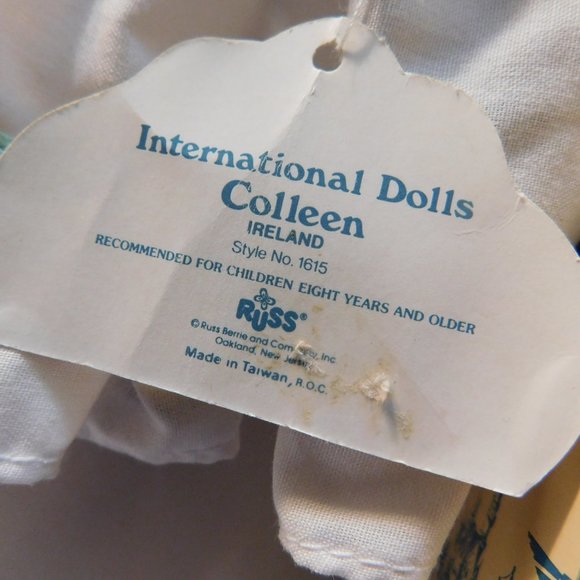 International Dolls
Colleen
IRELAND
Style No. 1615
RECOMMENDED FOR CHILDREN EIGHT YEARS AND OLDER
RUSS®
© Russ Berrie and Company, Inc.
Oakland, New Jersey
Made in Taiwan, R.O.C.